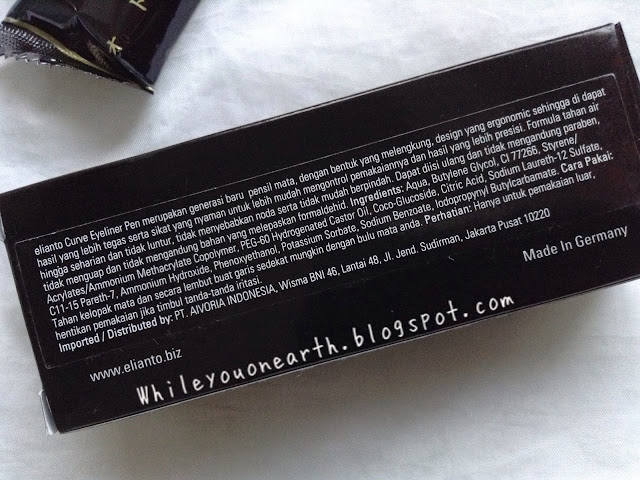 elianto Curve Eyeliner Pen merupakan generasi baru pensil mata, dengan bentuk yang melengkung, design yang ergonomic sehingga di dapat
hasil yang lebih tegas serta sikat yang nyaman untuk lebih mudah mengontrol pemakaiannya dan hasil yang lebih presisi. Formula tahan air
hingga seharian dan tidak luntur, tidak menyebabkan noda serta tidak mudah berpindah. Dapat diisi ulang dan tidak mengandung paraben,
tidak menguap dan tidak mengandung bahan yang melepaskan formaldehid. Ingredients: Aqua, Butylene Glycol, CI 77266, Styrene/
Acrylates/Ammonium Methacrylate Copolymer, PEG-60 Hydrogenated Castor Oil, Coco-Glucoside, Citric Acid, Sodium Laureth-12 Sulfate,
C11-15 Pareth-7, Ammonium Hydroxide, Phenoxyethanol, Potassium Sorbate, Sodium Benzoate, Iodopropynyl Butylcarbamate. Cara Pakai:
Tahan kelopak mata dan secara lembut buat garis sedekat mungkin dengan bulu mata anda. Perhatian: Hanya untuk pemakaian luar,
hentikan pemakaian jika timbul tanda-tanda iritasi.
Imported / Distributed by: PT. AIVORIA INDONESIA, Wisma BNI 46, Lantai 48, Jl. Jend. Sudirman, Jakarta Pusat 10220
Made In Germany
www.elianto.biz
Whileyouonearth.blogspot.com